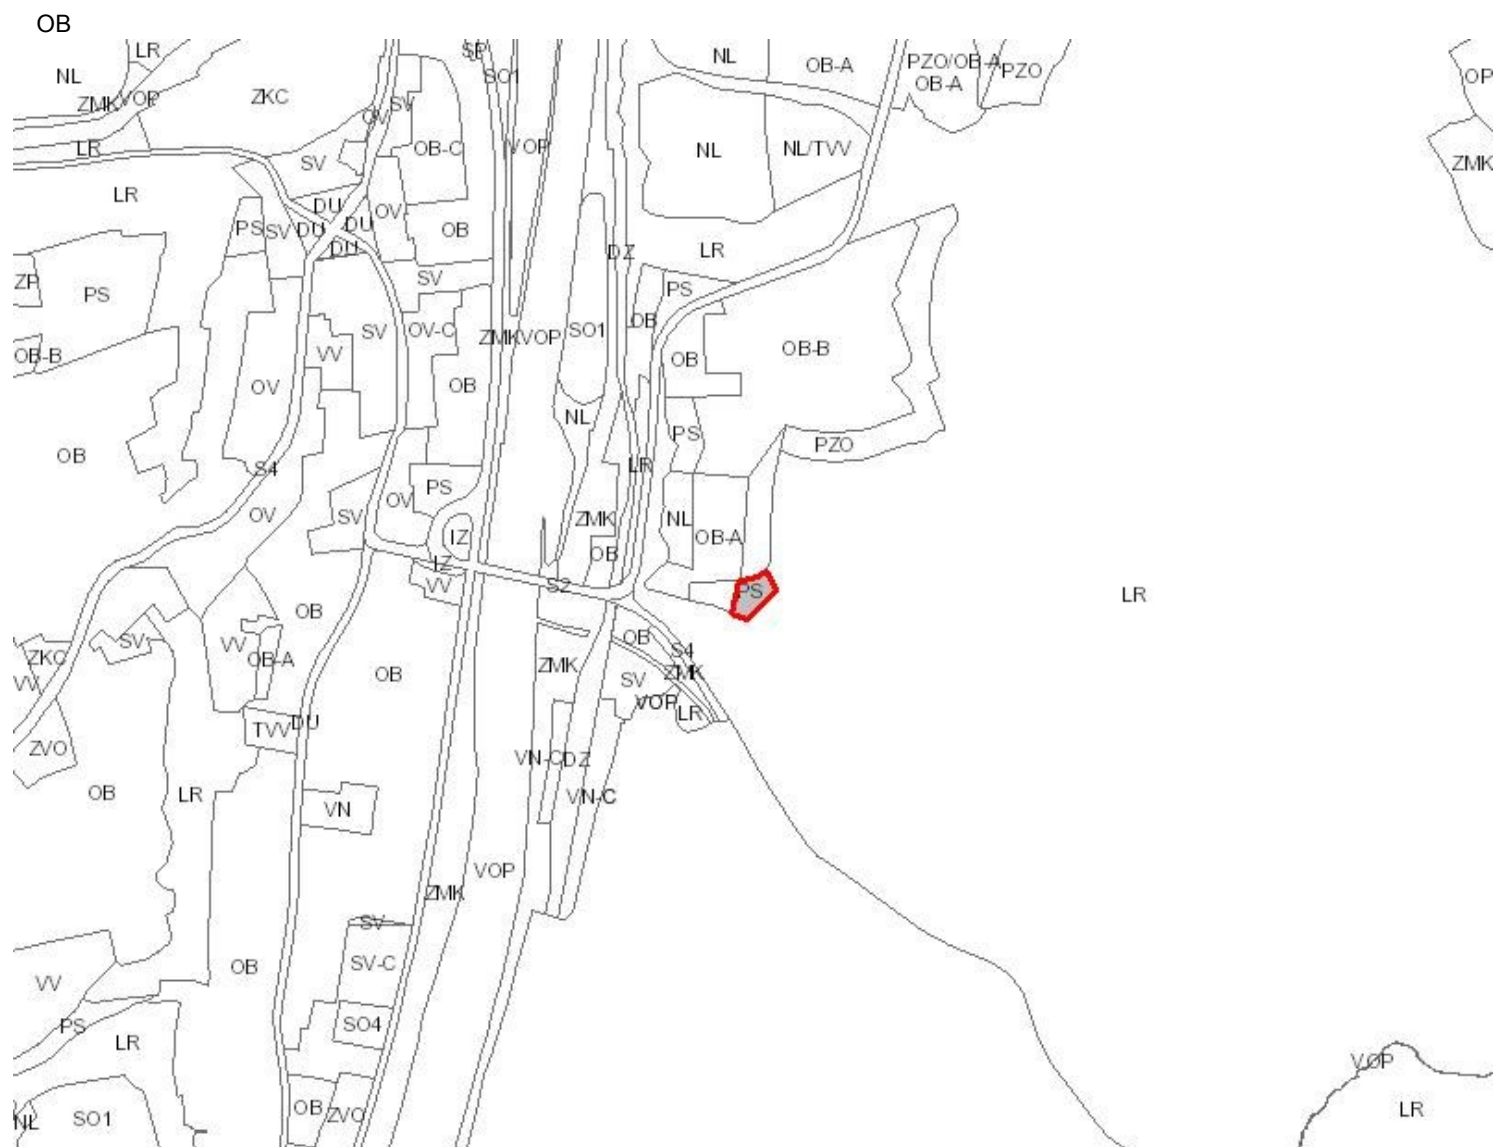 OB
LR
NL
ZMK
VOP
ZKC
LR
SV
OV
SV
OB-C
SP
SO1
VOP
NL
OB-A
PZO/OB-A
OB-A
PZO
OP
ZMK
NL
NL/TVV
LR
DU
DU
DU
DU
OV
OB
PS
SV
SV
DZ
LR
ZP
PS
PS
OB
OB-B
SV
OV-C
ZMK
VOP
SO1
OB-B
VV
OB
OV
OB
NL
PS
PZO
OB
S4
LR
PS
OV
OV
SV
ZMK
NL
OB-A
IZ
IZ
OB
VV
S2
PS
LR
OB
OB
SV
VV
OB-A
S4
ZMK
ZMK
ZKC
VV
OB
SV
VOP
LR
TVV
DU
ZVO
VN-C
DZ
OB
LR
VN
VN-C
VOP
ZMK
SV
OB
SV-C
VV
PS
LR
SO4
VOP
LR
OB
ZVO
NL
SO1